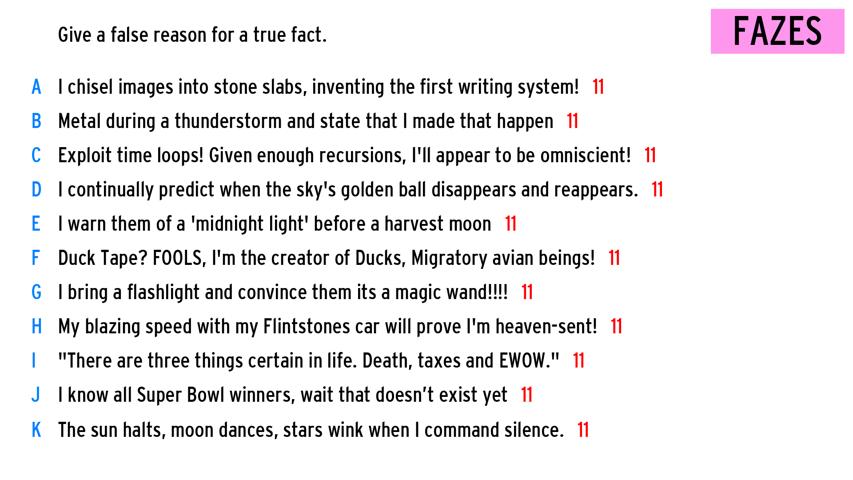 Give a false reason for a true fact.
FAZES
A I chisel images into stone slabs, inventing the first writing system! 11
B Metal during a thunderstorm and state that I made that happen 11
C Exploit time loops! Given enough recursions, I'll appear to be omniscient! 11
D I continually predict when the sky's golden ball disappears and reappears. 11
E I warn them of a 'midnight light' before a harvest moon 11
F Duck Tape? FOOLS, I'm the creator of Ducks, Migratory avian beings! 11
G I bring a flashlight and convince them its a magic wand!!!! 11
H My blazing speed with my Flintstones car will prove I'm heaven-sent! 11
I "There are three things certain in life. Death, taxes and EWOW." 11
J I know all Super Bowl winners, wait that doesn’t exist yet 11
K The sun halts, moon dances, stars wink when I command silence. 11